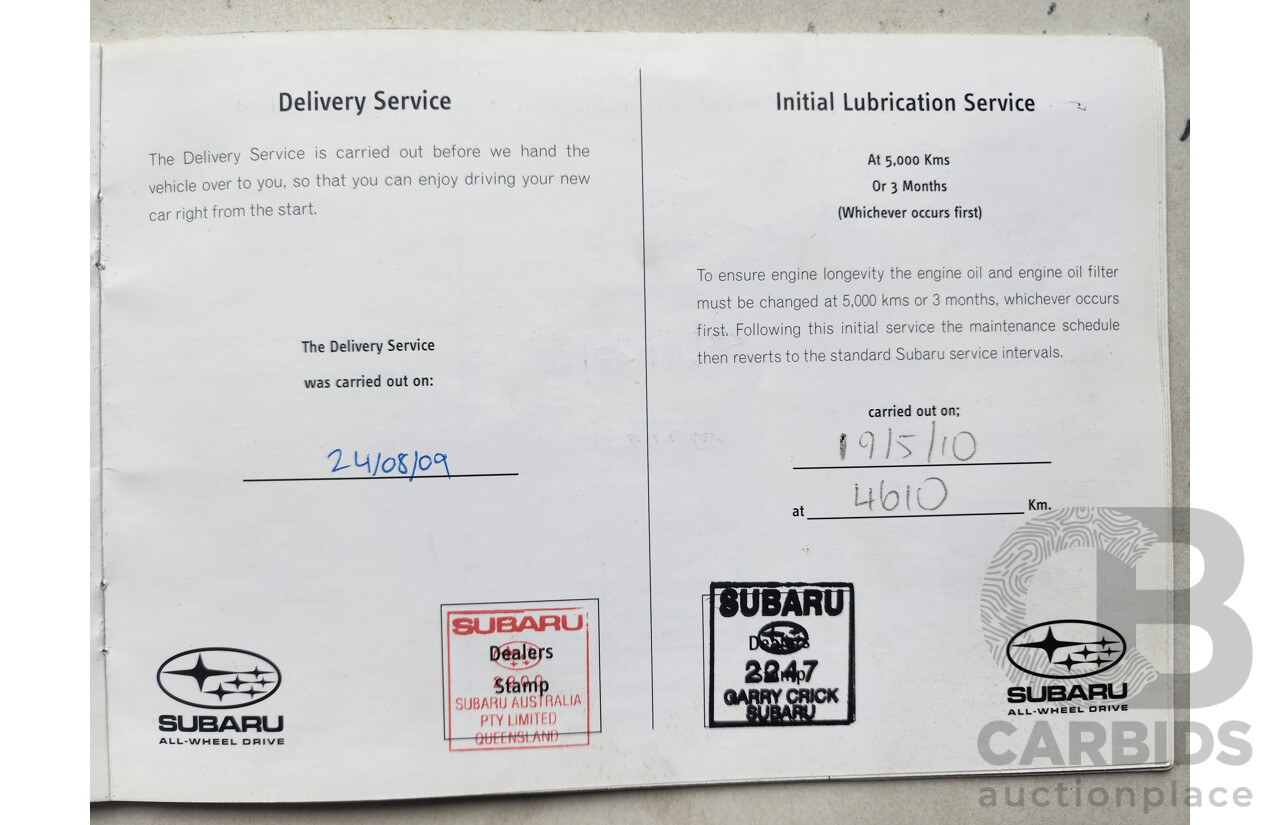 Delivery Service
The Delivery Service is carried out before we hand the
vehicle over to you, so that you can enjoy driving your new
car right from the start.
The Delivery Service
was carried out on:
24/08/09
SUBARU
Dealers
Stamp
SUBARU AUSTRALIA
PTY LIMITED
QUEENSLAND
SUBARU
ALL-WHEEL DRIVE
Initial Lubrication Service
At 5,000 Kms
Or 3 Months
(Whichever occurs first)
To ensure engine longevity the engine oil and engine oil filter
must be changed at 5,000 kms or 3 months, whichever occurs
first. Following this initial service the maintenance schedule
then reverts to the standard Subaru service intervals.
carried out on;
19/5/10
at 4610 Km.
SUBARU
Dealers
2247
GARRY CRICK
SUBARU
SUBARU
ALL-WHEEL DRIVE
CARBIDS
auctionplace